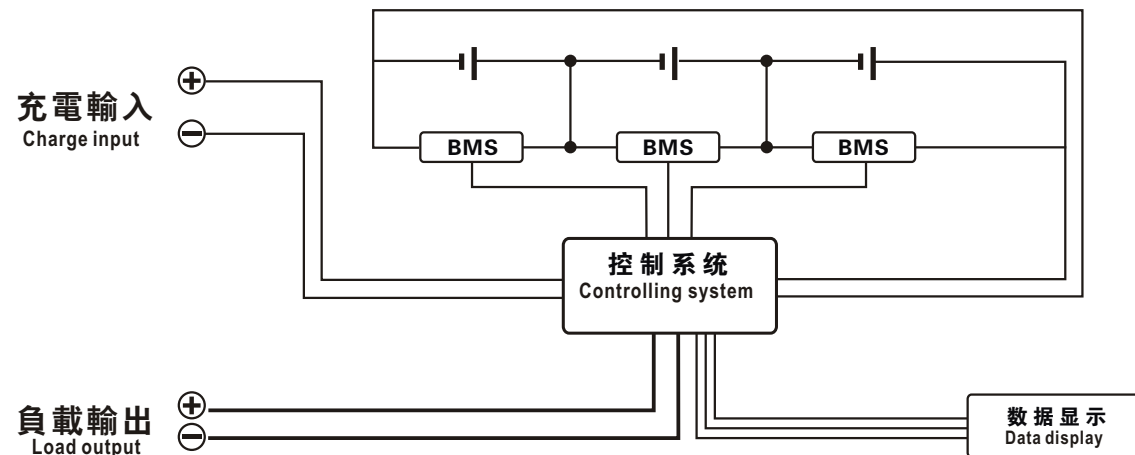 充電輸入
Charge input
BMS
BMS
BMS
控制系统
Controlling system
負載輸出
Load output
数据显示
Data display